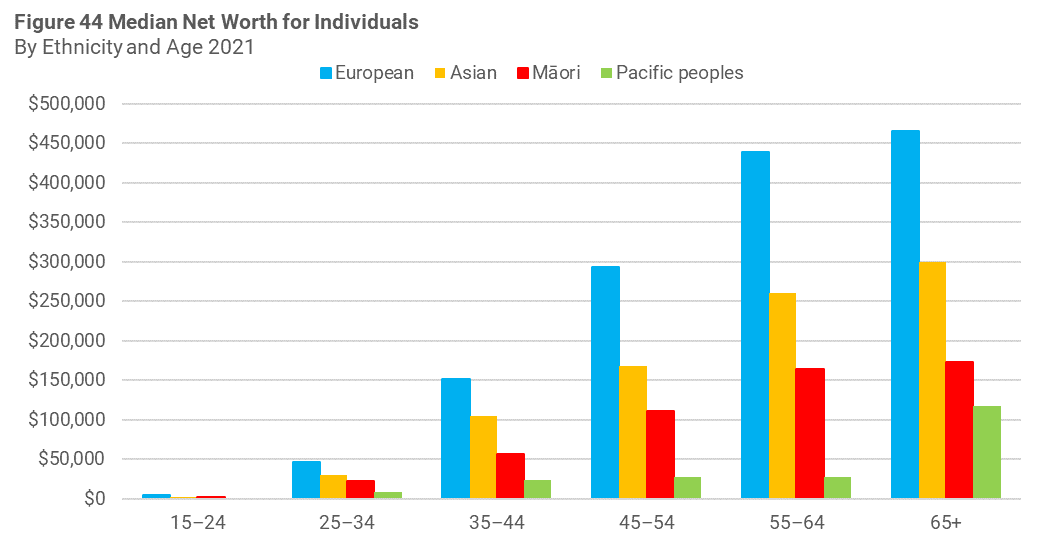 Figure 44 Median Net Worth for Individuals
By Ethnicity and Age 2021
European Asian Māori Pacific peoples
$500,000
$450,000
$400,000
$350,000
$300,000
$250,000
$200,000
$150,000
$100,000
$50,000
$0
15–24 25–34 35–44 45–54 55–64 65+